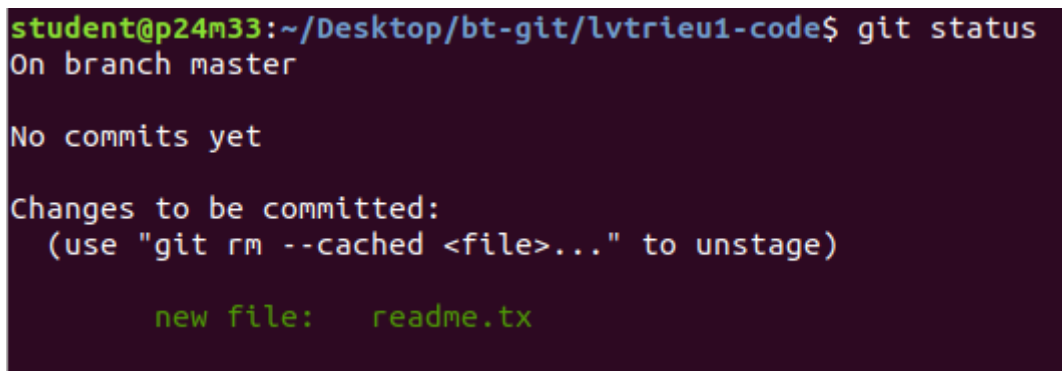 student@p24m33:~/Desktop/bt-git/lvtrieu1-code$ git status
On branch master
No commits yet
Changes to be committed:
(use "git rm --cached <file>..." to unstage)
new file: readme.tx